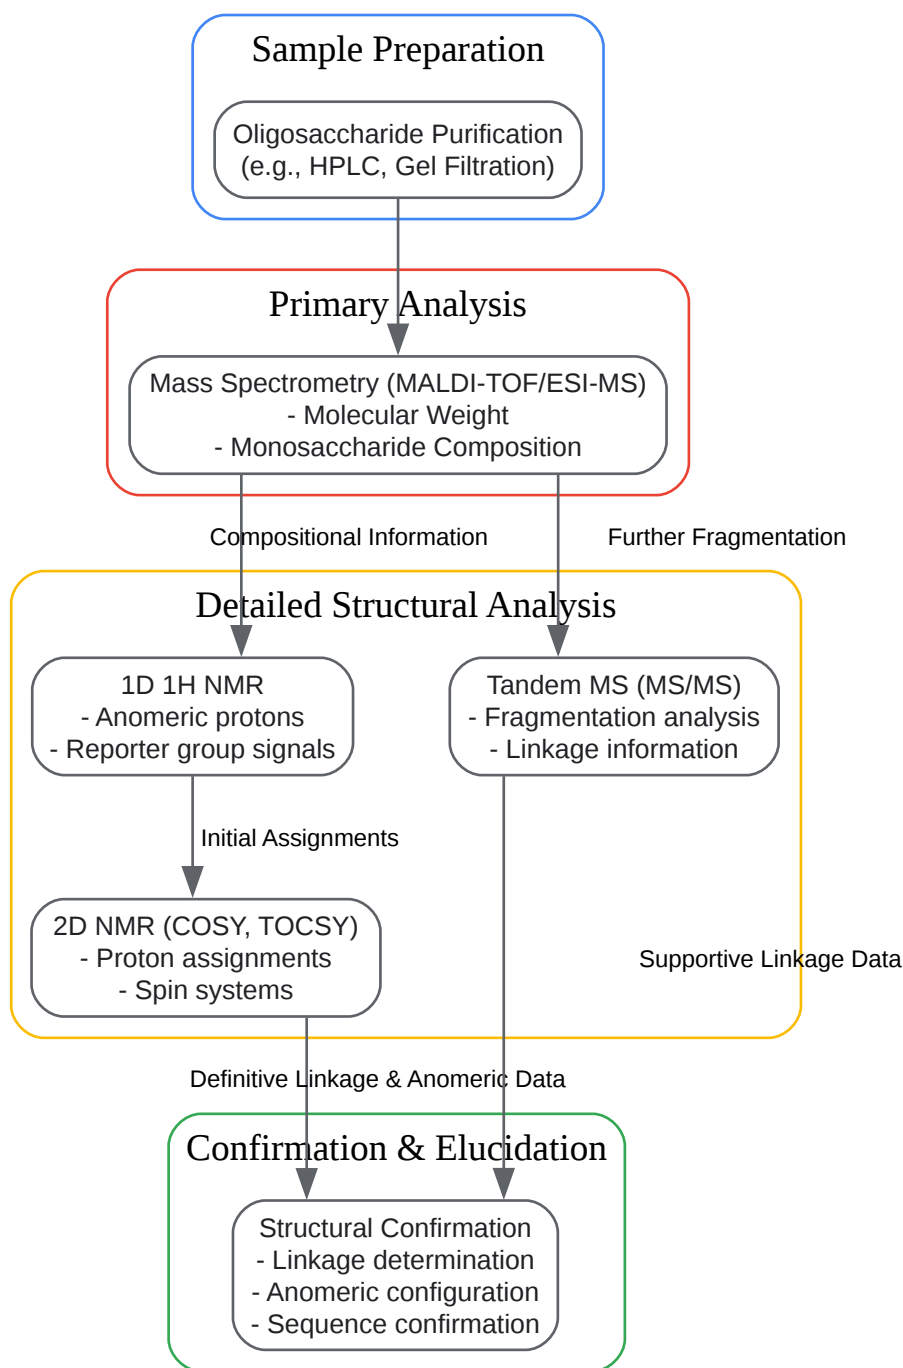 Sample Preparation
Oligosaccharide Purification
(e.g., HPLC, Gel Filtration)
Primary Analysis
Mass Spectrometry (MALDI-TOF/ESI-MS)
- Molecular Weight
- Monosaccharide Composition
Compositional Information
Further Fragmentation
Detailed Structural Analysis
1D 1H NMR
- Anomeric protons
- Reporter group signals
Tandem MS (MS/MS)
- Fragmentation analysis
- Linkage information
Initial Assignments
2D NMR (COSY, TOCSY)
- Proton assignments
- Spin systems
Supportive Linkage Data
Definitive Linkage & Anomeric Data
Confirmation & Elucidation
Structural Confirmation
- Linkage determination
- Anomeric configuration
- Sequence confirmation